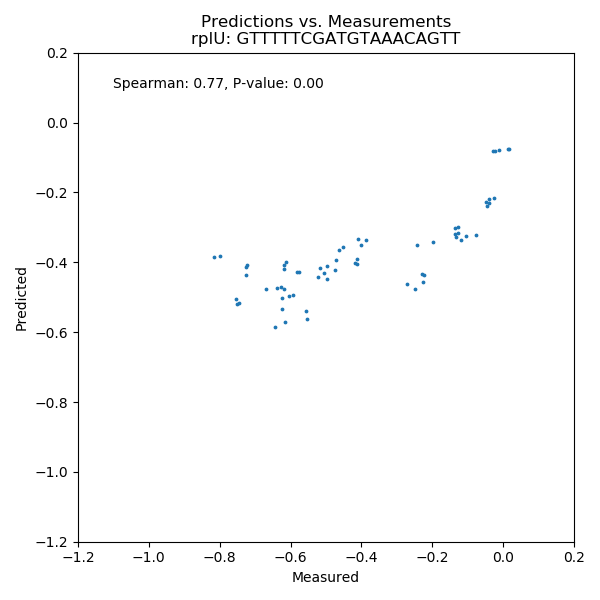 Predictions vs. Measurements
rplU: GTTTTTCGATGTAAACAGTT
Spearman: 0.77, P-value: 0.00
Predicted
0.2
0.0
−0.2
−0.4
−0.6
−0.8
−1.0
−1.2
−1.2 −1.0 −0.8 −0.6 −0.4 −0.2 0.0 0.2
Measured